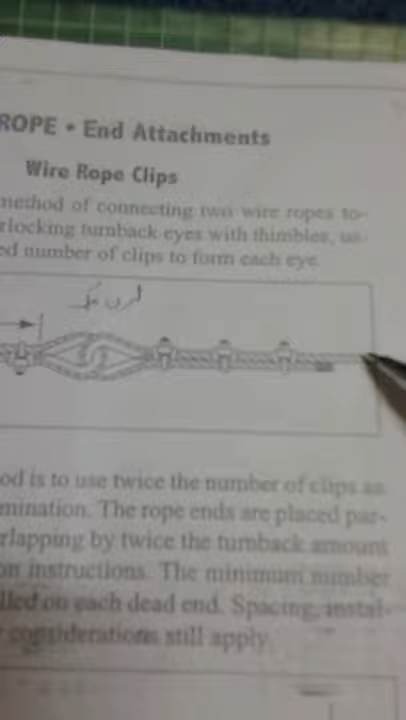 ROPE • End Attachments
Wire Rope Clips
method of connecting two wire ropes to-
rlocking turnback eyes with thimbles, us-
ed number of clips to form each eye.
od is to use twice the number of clips as
mination. The rope ends are placed par-
rlapping by twice the turnback amount
on instructions. The minimum number
lled on each dead end. Spacing, instal-
considerations still apply.